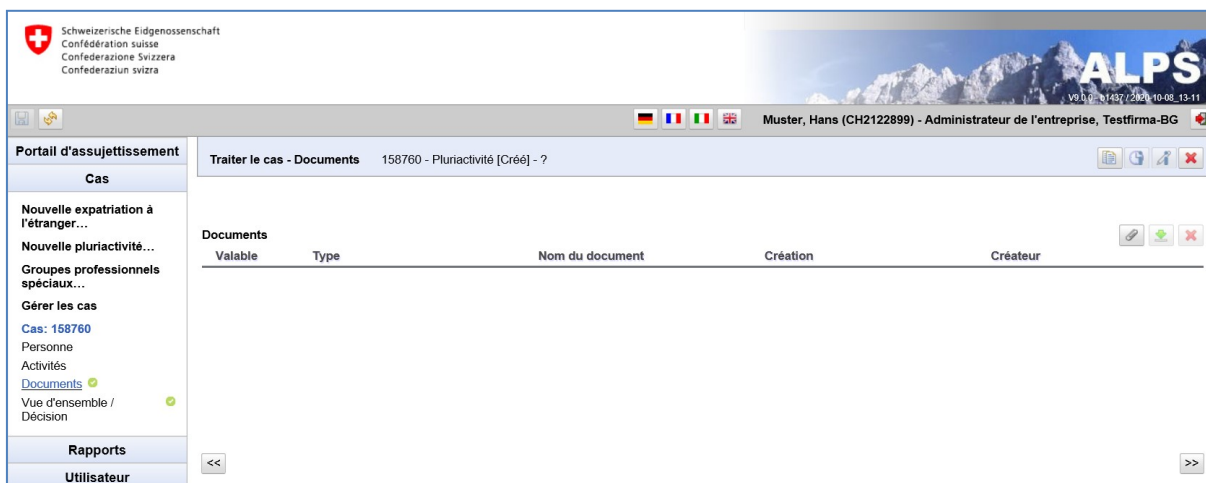 Schweizerische Eidgenossenschaft
Confédération suisse
Confederazione Svizzera
Confederaziun svizra
ALPS
V9.0.0 - b1437 / 2020-10-08_13-11
Muster, Hans (CH2122899) - Administrateur de l'entreprise, Testfirma-BG
Portail d'assujettissement
Cas
Nouvelle expatriation à
l'étranger…
Nouvelle pluriactivité…
Groupes professionnels
spéciaux…
Gérer les cas
Cas: 158760
Personne
Activités
Documents
Vue d'ensemble /
Décision
Rapports
Utilisateur
Traiter le cas - Documents 158760 - Pluriactivité [Créé] - ?
Documents
Valable Type Nom du document Création Créateur
<< >>